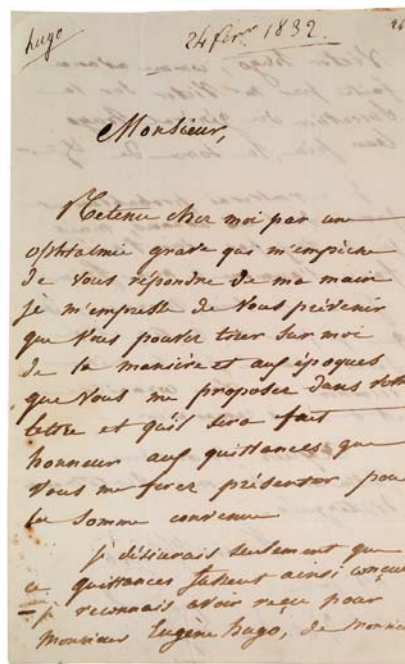 hugo
24 févr 1832.
Monsieur,
Retenu chez moi par une
ophtalmie grave qui m'empêche
de vous répondre de ma main
je m'empresse de vous prévenir
que vous pouvez tirer sur moi
de la manière et aux époques
que vous me proposez dans votre
lettre et qu'il sera fait
honneur aux quittances que
vous me ferez présenter pour
la somme convenue
je désirerais seulement que
ce quittances fussent ainsi conçues
= je reconnais avoir reçu pour
Monsieur Eugène hugo, de Monsieur